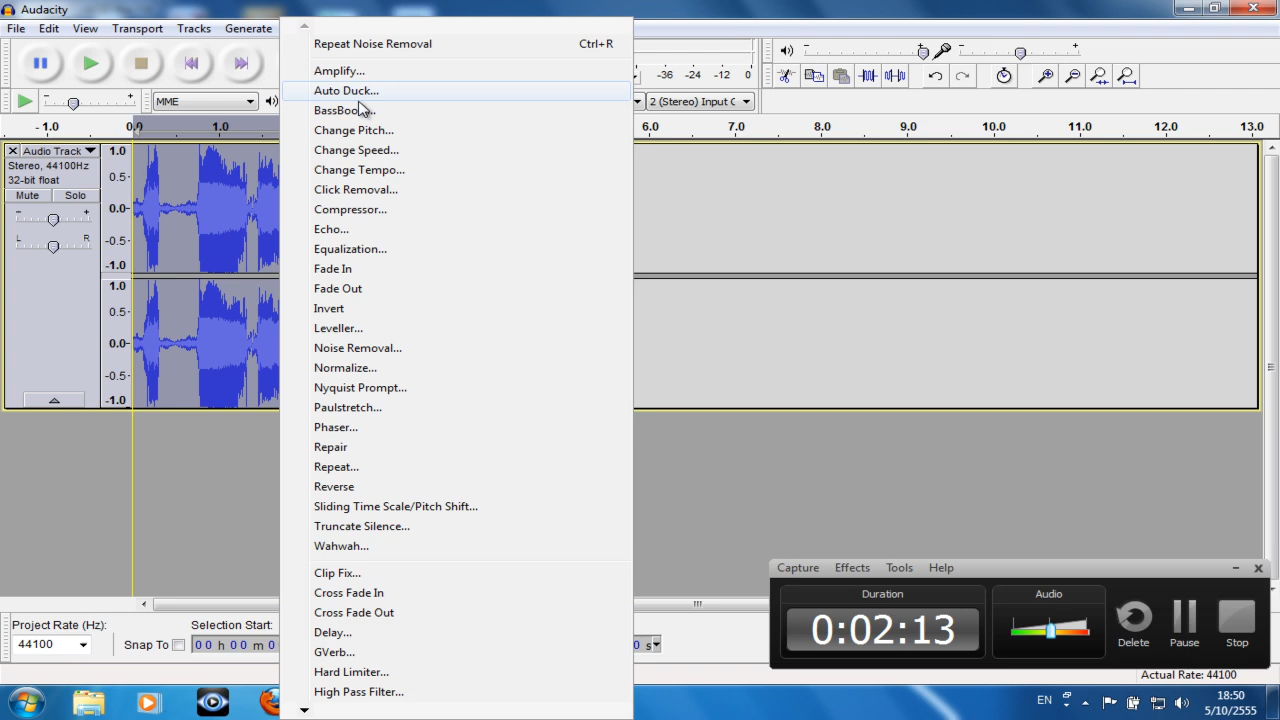 Audacity
File Edit View Transport Tracks Generate
Repeat Noise Removal Ctrl+R
Amplify...
Auto Duck...
BassBoo
Change Pitch...
Change Speed...
Change Tempo...
Click Removal...
Compressor...
Echo...
Equalization...
Fade In
Fade Out
Invert
Leveller...
Noise Removal...
Normalize...
Nyquist Prompt...
Paulstretch...
Phaser...
Repair
Repeat...
Reverse
Sliding Time Scale/Pitch Shift...
Truncate Silence...
Wahwah...
Clip Fix...
Cross Fade In
Cross Fade Out
Delay...
GVerb...
Hard Limiter...
High Pass Filter...
-36 -24 -12 0
MME
2 (Stereo) Input C
- 1.0 0.0 1.0 6.0 7.0 8.0 9.0 10.0 11.0 12.0 13.0
Audio Track
Stereo, 44100Hz
32-bit float
Mute Solo
- +
L R
1.0
0.5-
0.0-
-0.5-
-1.0
1.0
0.5-
0.0-
-0.5-
-1.0
Project Rate (Hz):
44100
Snap To
Selection Start:
0 0 h 0 0 m 0
0 s
Capture Effects Tools Help
Duration
0:02:13
Audio
Delete Pause Stop
Actual Rate: 44100
EN
18:50
5/10/2555